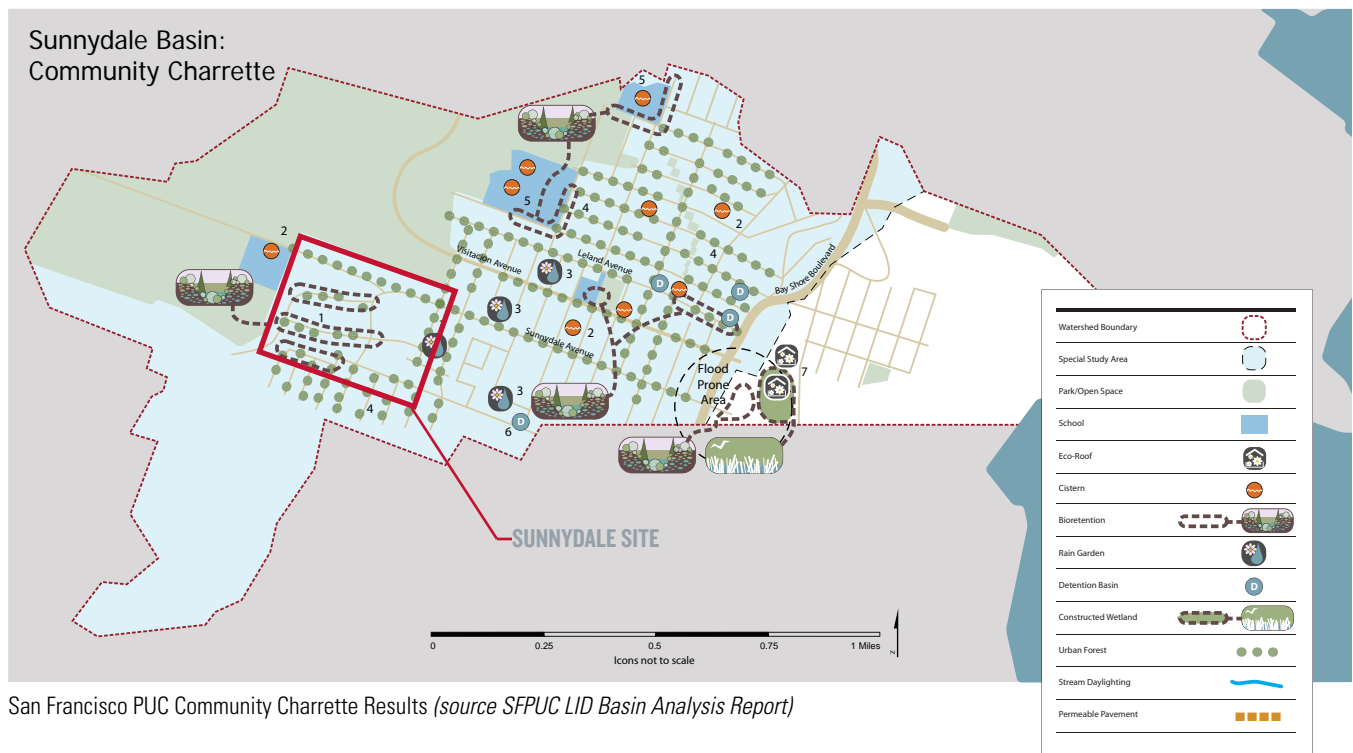 Sunnydale Basin:
Community Charrette
5
5
4
2
2
Visitacion Avenue
Leland Avenue
4
3
Bay Shore Boulevard
D
D
D
3
2
Sunnydale Avenue
1
Flood
Prone
Area
7
3
4
6
D
SUNNYDALE SITE
0
0.25
0.5
0.75
1 Miles
Icons not to scale
N
Watershed Boundary
Special Study Area
Park/Open Space
School
Eco-Roof
Cistern
Bioretention
Rain Garden
Detention Basin
D
Constructed Wetland
Urban Forest
Stream Daylighting
Permeable Pavement
San Francisco PUC Community Charrette Results (source SFPUC LID Basin Analysis Report)